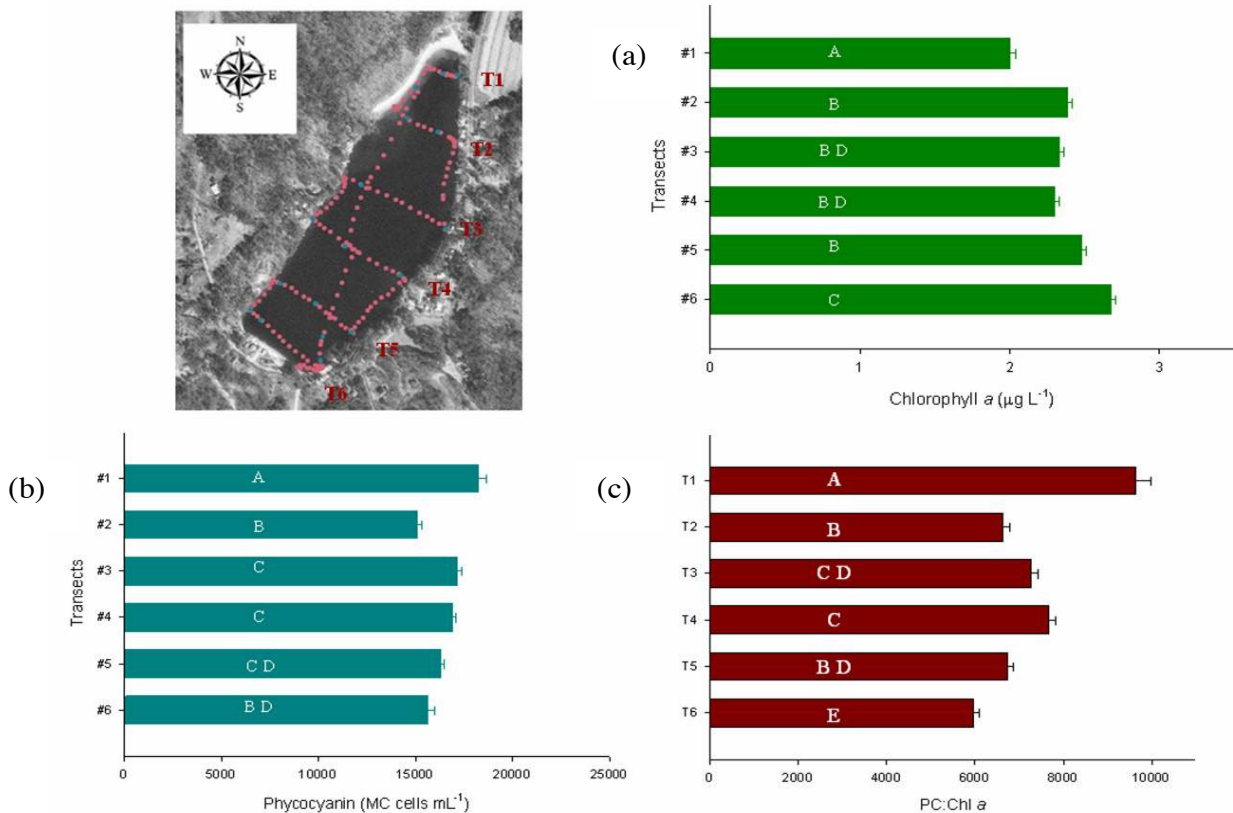 N
W E
S
T1
T2
T3
T4
T5
T6
(a)
Transects
#1 A
#2 B
#3 B D
#4 B D
#5 B
#6 C
0 1 2 3
Chlorophyll a (μg L⁻¹)
(b)
Transects
#1 A
#2 B
#3 C
#4 C
#5 C D
#6 B D
0 5000 10000 15000 20000 25000
Phycocyanin (MC cells mL⁻¹)
(c)
T1 A
T2 B
T3 C D
T4 C
T5 B D
T6 E
0 2000 4000 6000 8000 10000
PC:Chl a